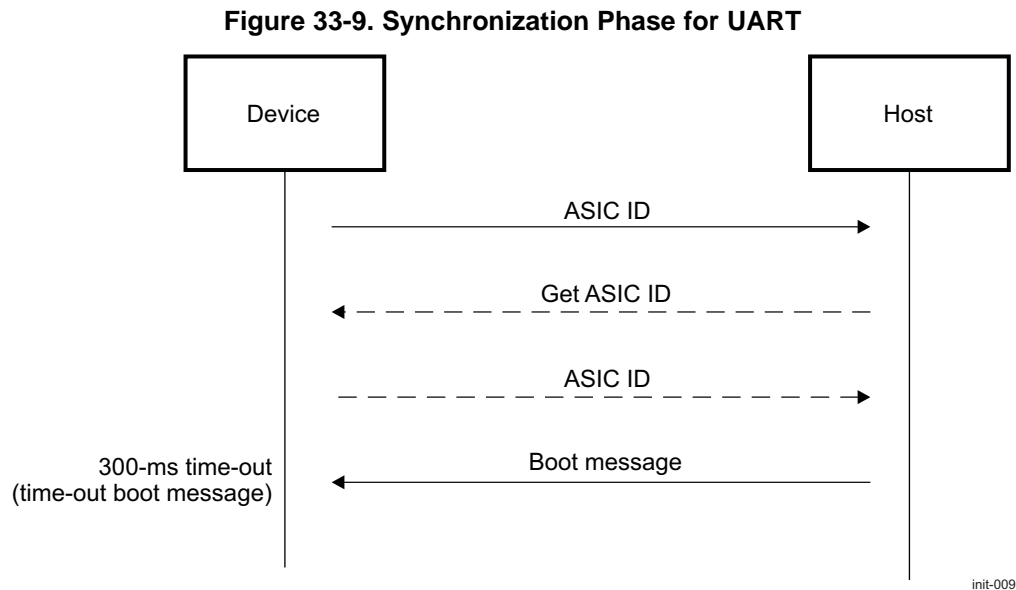 Figure 33-9. Synchronization Phase for UART
Device
Host
ASIC ID
Get ASIC ID
ASIC ID
Boot message
300-ms time-out
(time-out boot message)
init-009